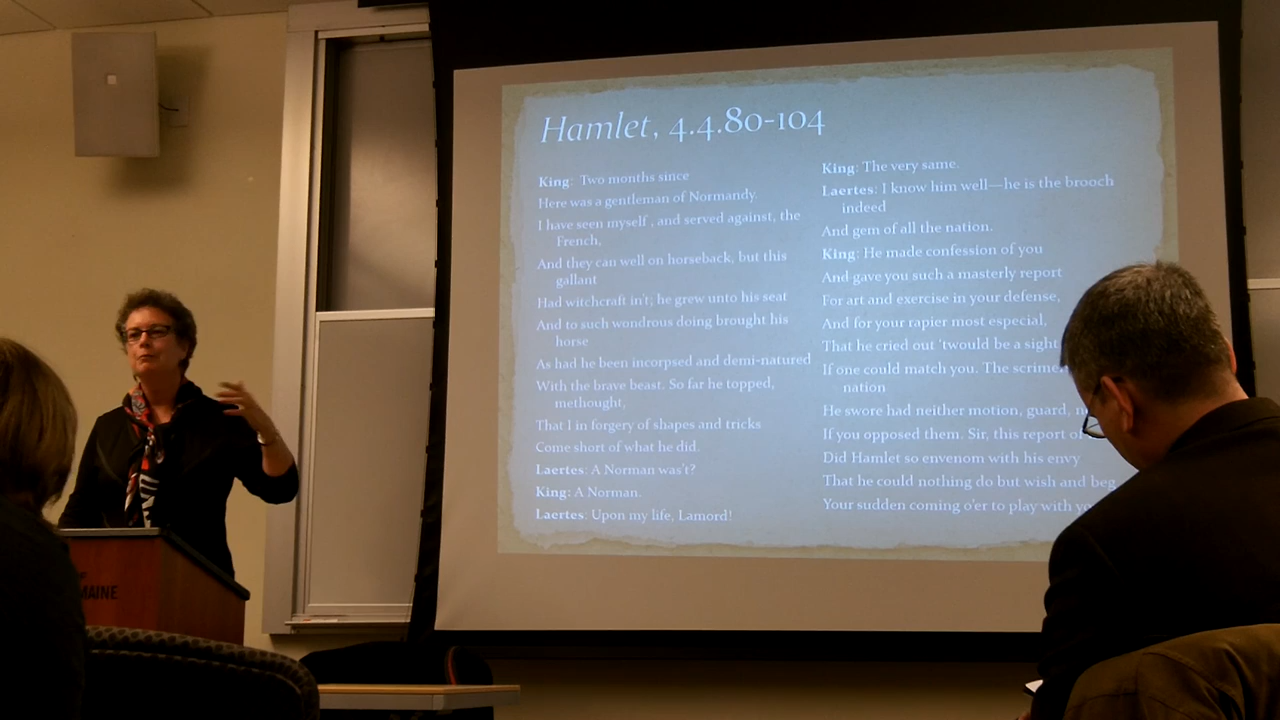 Hamlet, 4.4.80-104
King: Two months since
Here was a gentleman of Normandy.
I have seen myself , and served against, the
French,
And they can well on horseback, but this
gallant
Had witchcraft in't; he grew unto his seat
And to such wondrous doing brought his
horse
As had he been incorpsed and demi-natured
With the brave beast. So far he topped,
methought,
That I in forgery of shapes and tricks
Come short of what he did.
Laertes: A Norman was't?
King: A Norman.
Laertes: Upon my life, Lamord!
King: The very same.
Laertes: I know him well—he is the brooch
indeed
And gem of all the nation.
King: He made confession of you
And gave you such a masterly report
For art and exercise in your defense,
And for your rapier most especial,
That he cried out 'twould be a sight
If one could match you. The
nation
He swore had neither motion, guard,
If you opposed them. Sir, this report of
Did Hamlet so envenom with his envy
That he could nothing do but wish and beg
Your sudden coming o'er to play with
MAINE